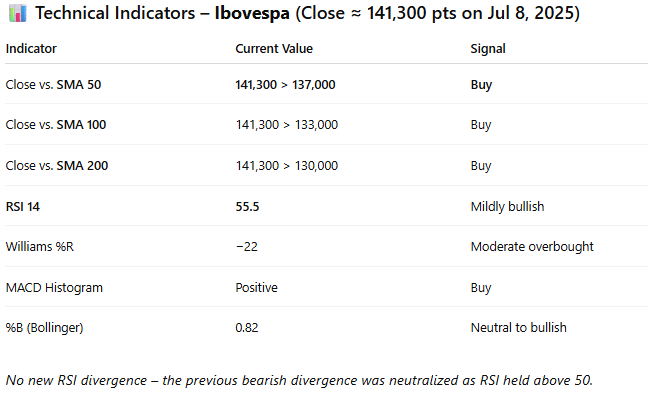 Technical Indicators – Ibovespa (Close ≈ 141,300 pts on Jul 8, 2025)
Indicator Current Value Signal
Close vs. SMA 50 141,300 > 137,000 Buy
Close vs. SMA 100 141,300 > 133,000 Buy
Close vs. SMA 200 141,300 > 130,000 Buy
RSI 14 55.5 Mildly bullish
Williams %R −22 Moderate overbought
MACD Histogram Positive Buy
%B (Bollinger) 0.82 Neutral to bullish
No new RSI divergence – the previous bearish divergence was neutralized as RSI held above 50.